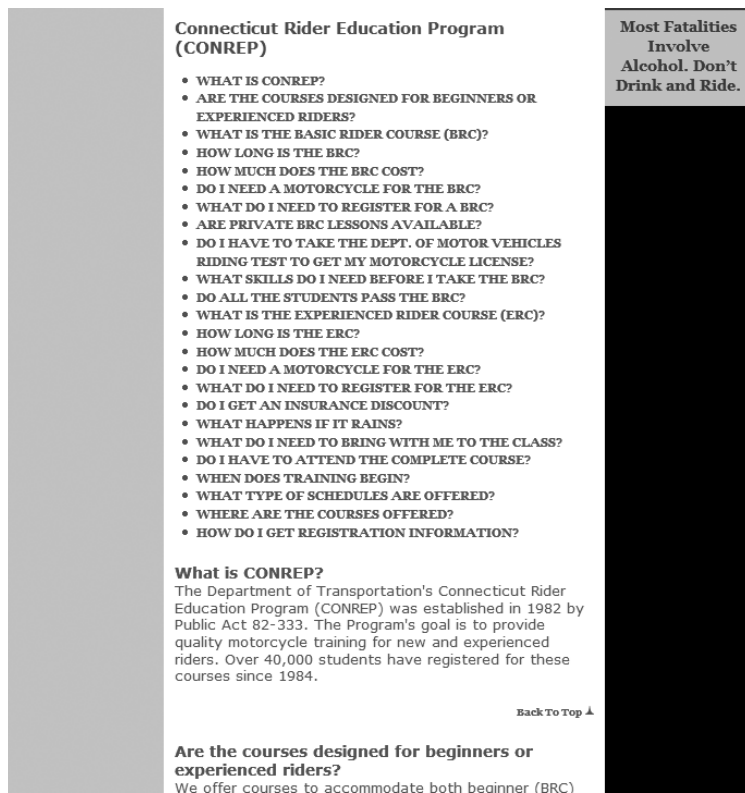 Connecticut Rider Education Program
(CONREP)
• WHAT IS CONREP?
• ARE THE COURSES DESIGNED FOR BEGINNERS OR
EXPERIENCED RIDERS?
• WHAT IS THE BASIC RIDER COURSE (BRC)?
• HOW LONG IS THE BRC?
• HOW MUCH DOES THE BRC COST?
• DO I NEED A MOTORCYCLE FOR THE BRC?
• WHAT DO I NEED TO REGISTER FOR A BRC?
• ARE PRIVATE BRC LESSONS AVAILABLE?
• DO I HAVE TO TAKE THE DEPT. OF MOTOR VEHICLES
RIDING TEST TO GET MY MOTORCYCLE LICENSE?
• WHAT SKILLS DO I NEED BEFORE I TAKE THE BRC?
• DO ALL THE STUDENTS PASS THE BRC?
• WHAT IS THE EXPERIENCED RIDER COURSE (ERC)?
• HOW LONG IS THE ERC?
• HOW MUCH DOES THE ERC COST?
• DO I NEED A MOTORCYCLE FOR THE ERC?
• WHAT DO I NEED TO REGISTER FOR THE ERC?
• DO I GET AN INSURANCE DISCOUNT?
• WHAT HAPPENS IF IT RAINS?
• WHAT DO I NEED TO BRING WITH ME TO THE CLASS?
• DO I HAVE TO ATTEND THE COMPLETE COURSE?
• WHEN DOES TRAINING BEGIN?
• WHAT TYPE OF SCHEDULES ARE OFFERED?
• WHERE ARE THE COURSES OFFERED?
• HOW DO I GET REGISTRATION INFORMATION?
What is CONREP?
The Department of Transportation's Connecticut Rider
Education Program (CONREP) was established in 1982 by
Public Act 82-333. The Program's goal is to provide
quality motorcycle training for new and experienced
riders. Over 40,000 students have registered for these
courses since 1984.
Back To Top
Are the courses designed for beginners or
experienced riders?
We offer courses to accommodate both beginner (BRC)
Most Fatalities
Involve
Alcohol. Don’t
Drink and Ride.